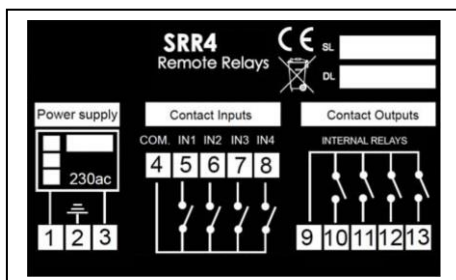 SRR4
Remote Relays
CE SL
DL
Power supply
Contact Inputs
Contact Outputs
COM. IN1 IN2 IN3 IN4
INTERNAL RELAYS
4 5 6 7 8
230ac
1 2 3
9 10 11 12 13